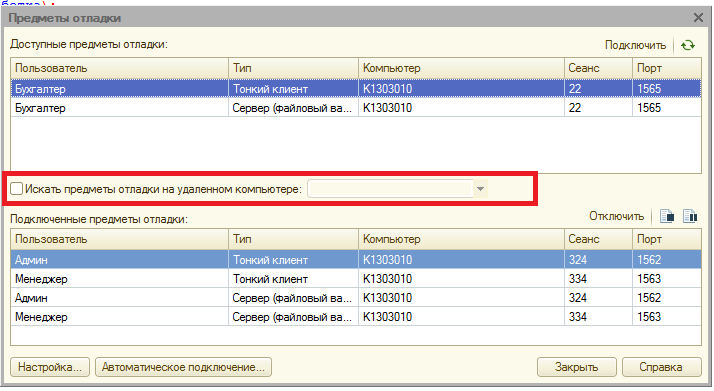 Предметы отладки
Доступные предметы отладки: Подключить
Пользователь Тип Компьютер Сеанс Порт
Бухгалтер Тонкий клиент K1303010 22 1565
Бухгалтер Сервер (файловый ва... K1303010 22 1565
Искать предметы отладки на удаленном компьютере:
Подключенные предметы отладки: Отключить
Пользователь Тип Компьютер Сеанс Порт
Админ Тонкий клиент K1303010 324 1562
Менеджер Тонкий клиент K1303010 334 1563
Админ Сервер (файловый ва... K1303010 324 1562
Менеджер Сервер (файловый ва... K1303010 334 1563
Настройка... Автоматическое подключение... Закрыть Справка